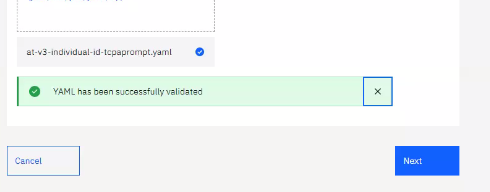 at-v3-individual-id-tcpaprompt.yaml
YAML has been successfully validated
Cancel
Next